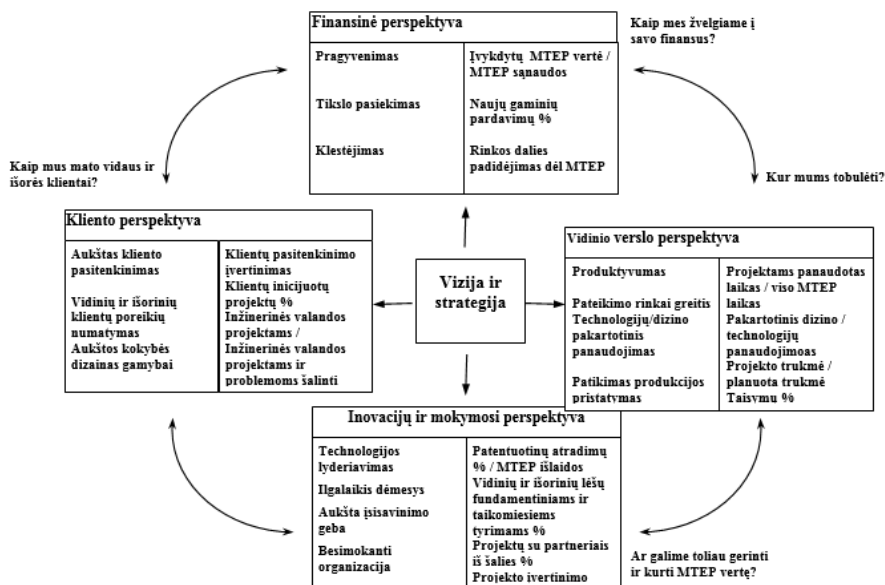 Finansinė perspektyva
Pragyvenimas
Tikslo pasiekimas
Klestėjimas
Įvykdytų MTEP vertė /
MTEP sąnaudos
Naujų gaminių
pardavimų %
Rinkos dalies
padidėjimas dėl MTEP
Kaip mes žvelgiame į
savo finansus?
Kaip mus mato vidaus ir
išorės klientai?
Kur mums tobulėti?
Kliento perspektyva
Aukštas kliento
pasitenkinimas
Vidinių ir išorinių
klientų poreikių
numatymas
Aukštos kokybės
dizainas gamybai
Klientų pasitenkinimo
įvertinimas
Klientų inicijuotų
projektų %
Inžinerinės valandos
projektams /
Inžinerinės valandos
projektams ir
problemoms šalinti
Vizija ir
strategija
Vidinio verslo perspektyva
Produktyvumas
Pateikimo rinkai greitis
Technologijų/dizino
pakartotinis
panaudojimas
Patikimas produkcijos
pristatymas
Projektams panaudotas
laikas / viso MTEP
laikas
Pakartotinis dizino /
technologijų
panaudojimoas
Projekto trukmė /
planuota trukmė
Taisymų %
Inovacijų ir mokymosi perspektyva
Technologijos
lyderiavimas
Ilgalaikis dėmesys
Aukšta įsisavinimo
geba
Besimokanti
organizacija
Patentuotinų atradimų
% / MTEP išlaidos
Vidinių ir išorinių lėšų
fundamentiniams ir
taikomiesiems
tyrimams %
Projektų su partneriais
iš šalies %
Projekto įvertinimo
Ar galime toliau gerinti
ir kurti MTEP vertę?